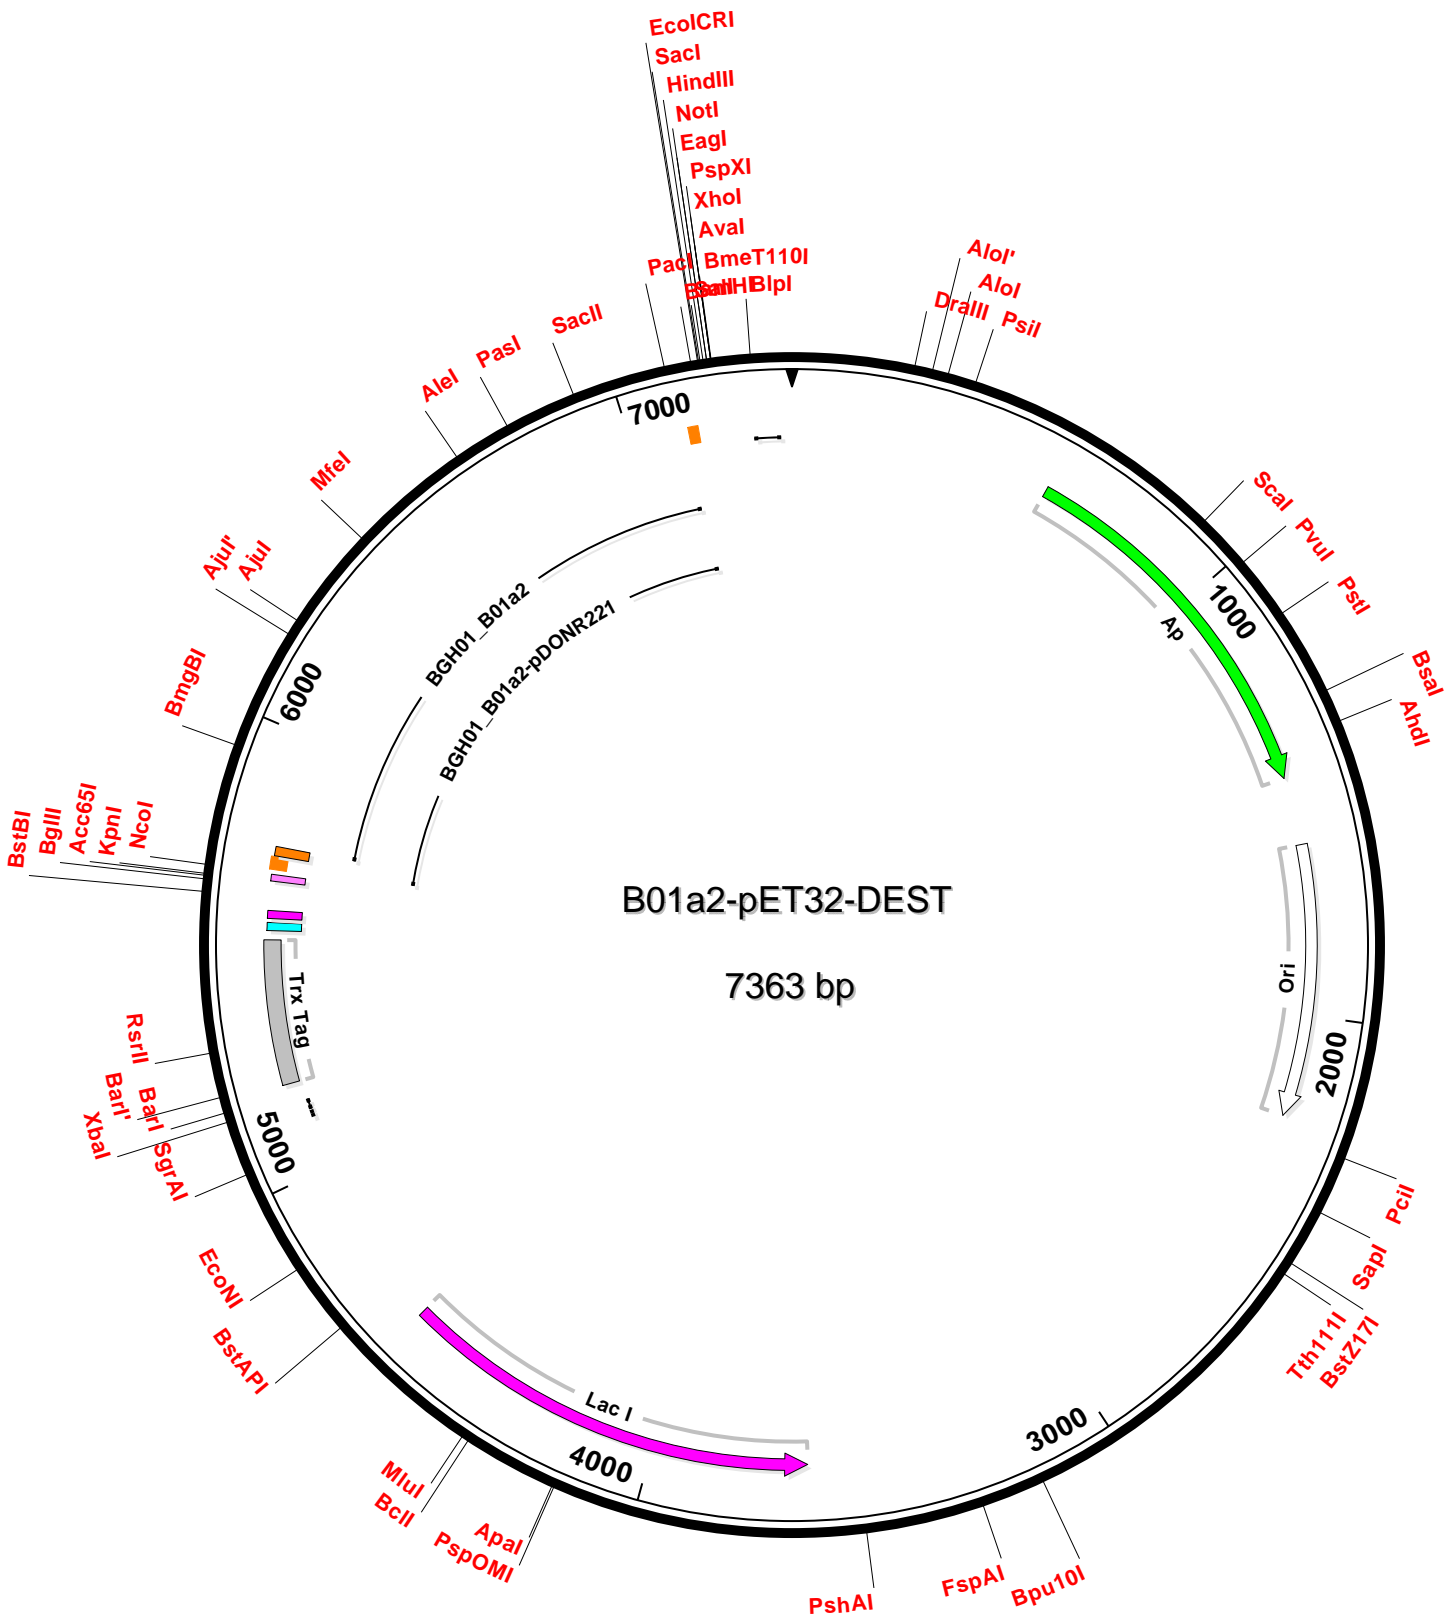 EcoICRI
SacI
HindIII
NotI
EagI
PspXI
XhoI
AvaI
BmeT110I
PacI
SalI
BamHI
BlpI
AloI'
AloI
DraIII
PsiI
SacII
PasI
AleI
MfeI
AjuI'
AjuI
BmgBI
BstBI
BglII
Acc65I
KpnI
NcoI
RsrII
BarI'
BarI
XbaI
SgrAI
EcoNI
BstAPI
MluI
BclI
ApaI
PspOMI
PshAI
FspAI
Bpu10I
Tth111I
BstZ17I
SapI
PciI
AhdI
BsaI
PstI
PvuI
ScaI
7000
1000
2000
3000
4000
5000
6000
BGH01_B01a2
BGH01_B01a2-pDONR221
Ap
Ori
Lac I
Trx Tag
B01a2-pET32-DEST
7363 bp